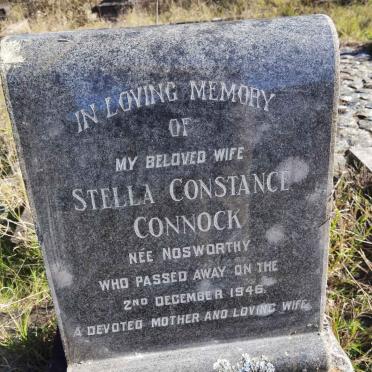 IN LOVING MEMORY
OF
MY BELOVED WIFE
STELLA CONSTANCE
CONNOCK
NÉE NOSWORTHY
WHO PASSED AWAY ON THE
2ND DECEMBER 1946.
A DEVOTED MOTHER AND LOVING WIFE.